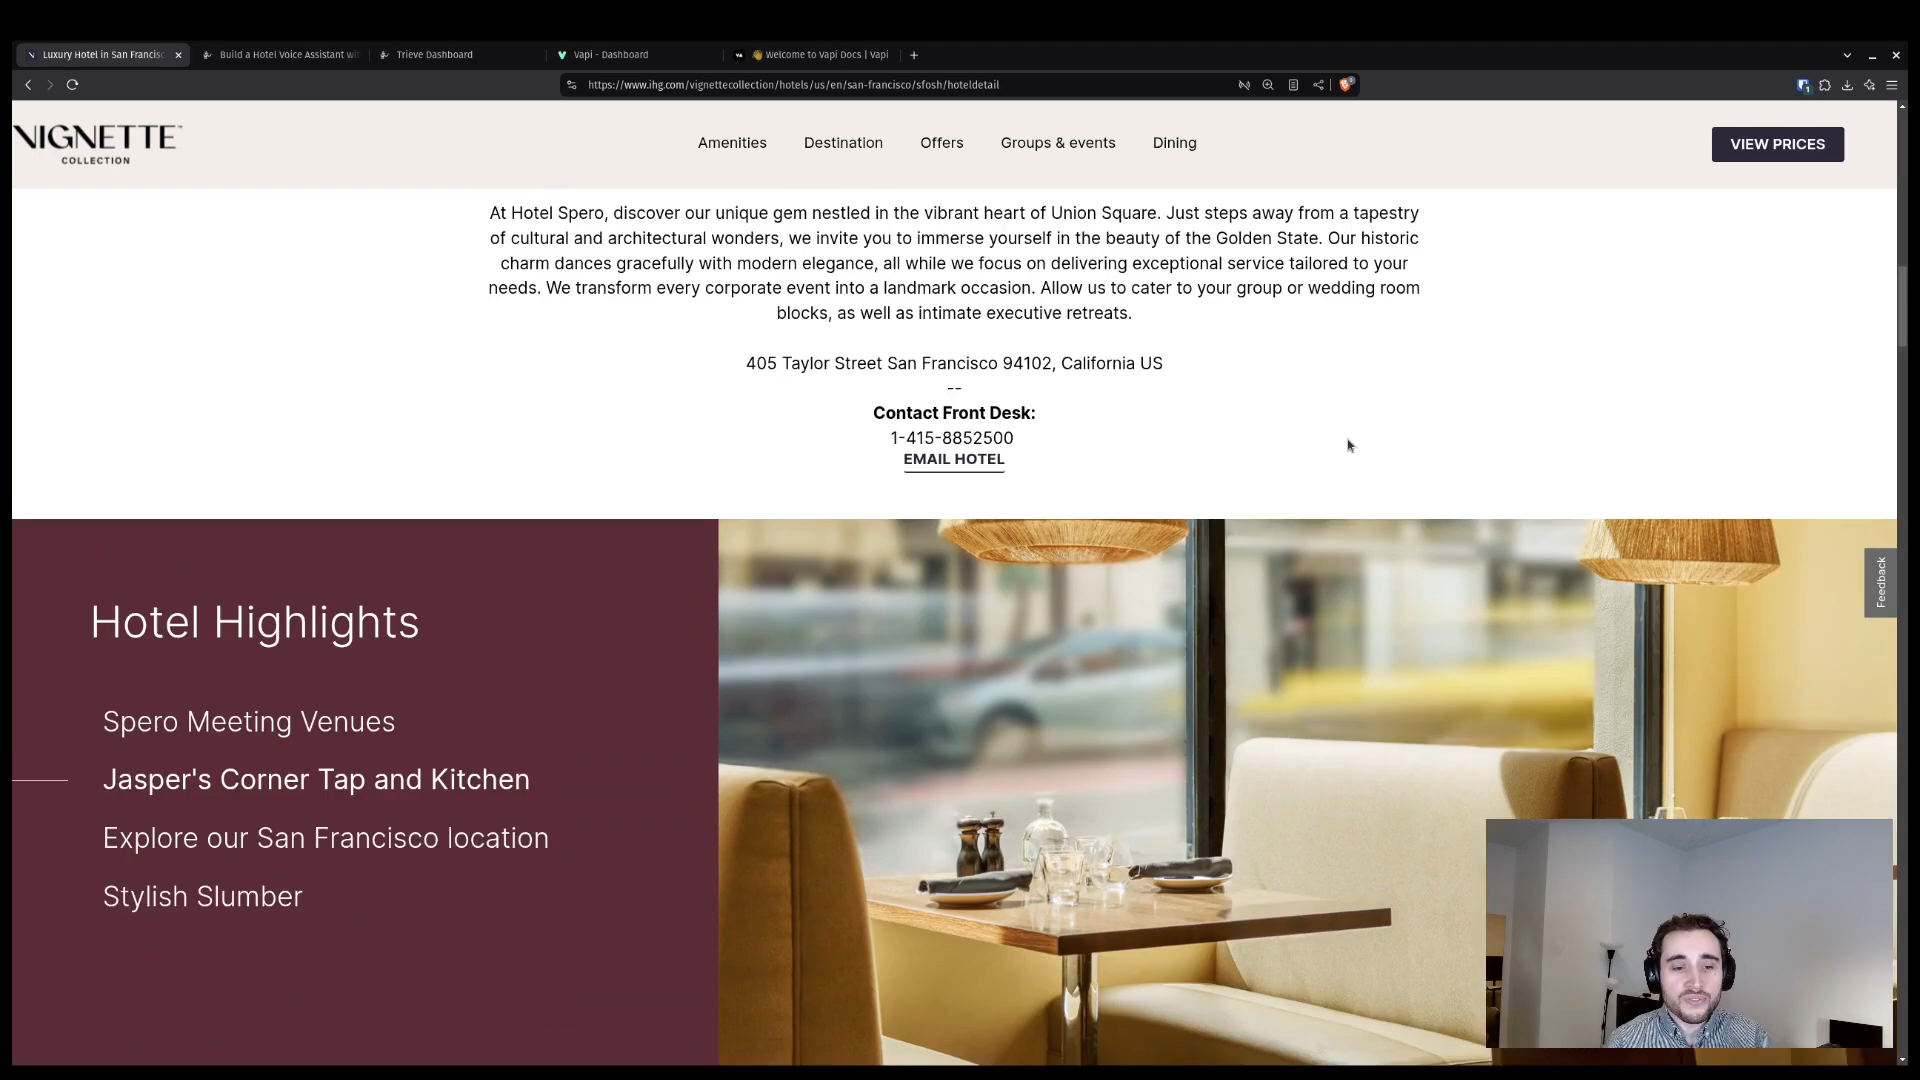 Luxury Hotel in San Francisc
Build a Hotel Voice Assistant wit
Trieve Dashboard
Vapi - Dashboard
👋 Welcome to Vapi Docs | Vapi
https://www.ihg.com/vignettecollection/hotels/us/en/san-francisco/sfosh/hoteldetail
VIGNETTE
COLLECTION
Amenities
Destination
Offers
Groups & events
Dining
VIEW PRICES
At Hotel Spero, discover our unique gem nestled in the vibrant heart of Union Square. Just steps away from a tapestry
of cultural and architectural wonders, we invite you to immerse yourself in the beauty of the Golden State. Our historic
charm dances gracefully with modern elegance, all while we focus on delivering exceptional service tailored to your
needs. We transform every corporate event into a landmark occasion. Allow us to cater to your group or wedding room
blocks, as well as intimate executive retreats.
405 Taylor Street San Francisco 94102, California US
--
Contact Front Desk:
1-415-8852500
EMAIL HOTEL
Hotel Highlights
Spero Meeting Venues
Jasper's Corner Tap and Kitchen
Explore our San Francisco location
Stylish Slumber
Feedback